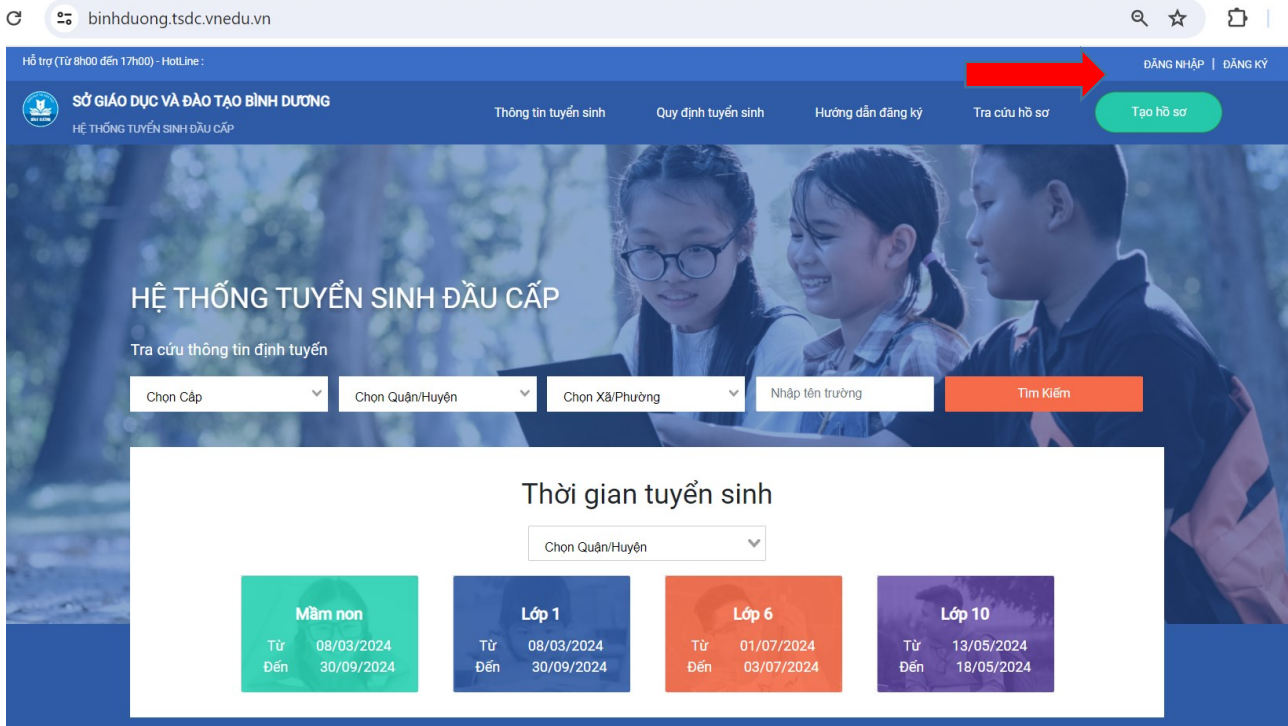 binhduong.tsdc.vnedu.vn
Hỗ trợ (Từ 8h00 đến 17h00) - HotLine :
ĐĂNG NHẬP | ĐĂNG KÝ
SỞ GIÁO DỤC VÀ ĐÀO TẠO BÌNH DƯƠNG
HỆ THỐNG TUYỂN SINH ĐẦU CẤP
Thông tin tuyển sinh
Quy định tuyển sinh
Hướng dẫn đăng ký
Tra cứu hồ sơ
Tạo hồ sơ
HỆ THỐNG TUYỂN SINH ĐẦU CẤP
Tra cứu thông tin định tuyến
Chọn Cấp
Chọn Quận/Huyện
Chọn Xã/Phường
Nhập tên trường
Tìm Kiếm
Thời gian tuyển sinh
Chọn Quận/Huyện
Mầm non
Từ 08/03/2024
Đến 30/09/2024
Lớp 1
Từ 08/03/2024
Đến 30/09/2024
Lớp 6
Từ 01/07/2024
Đến 03/07/2024
Lớp 10
Từ 13/05/2024
Đến 18/05/2024